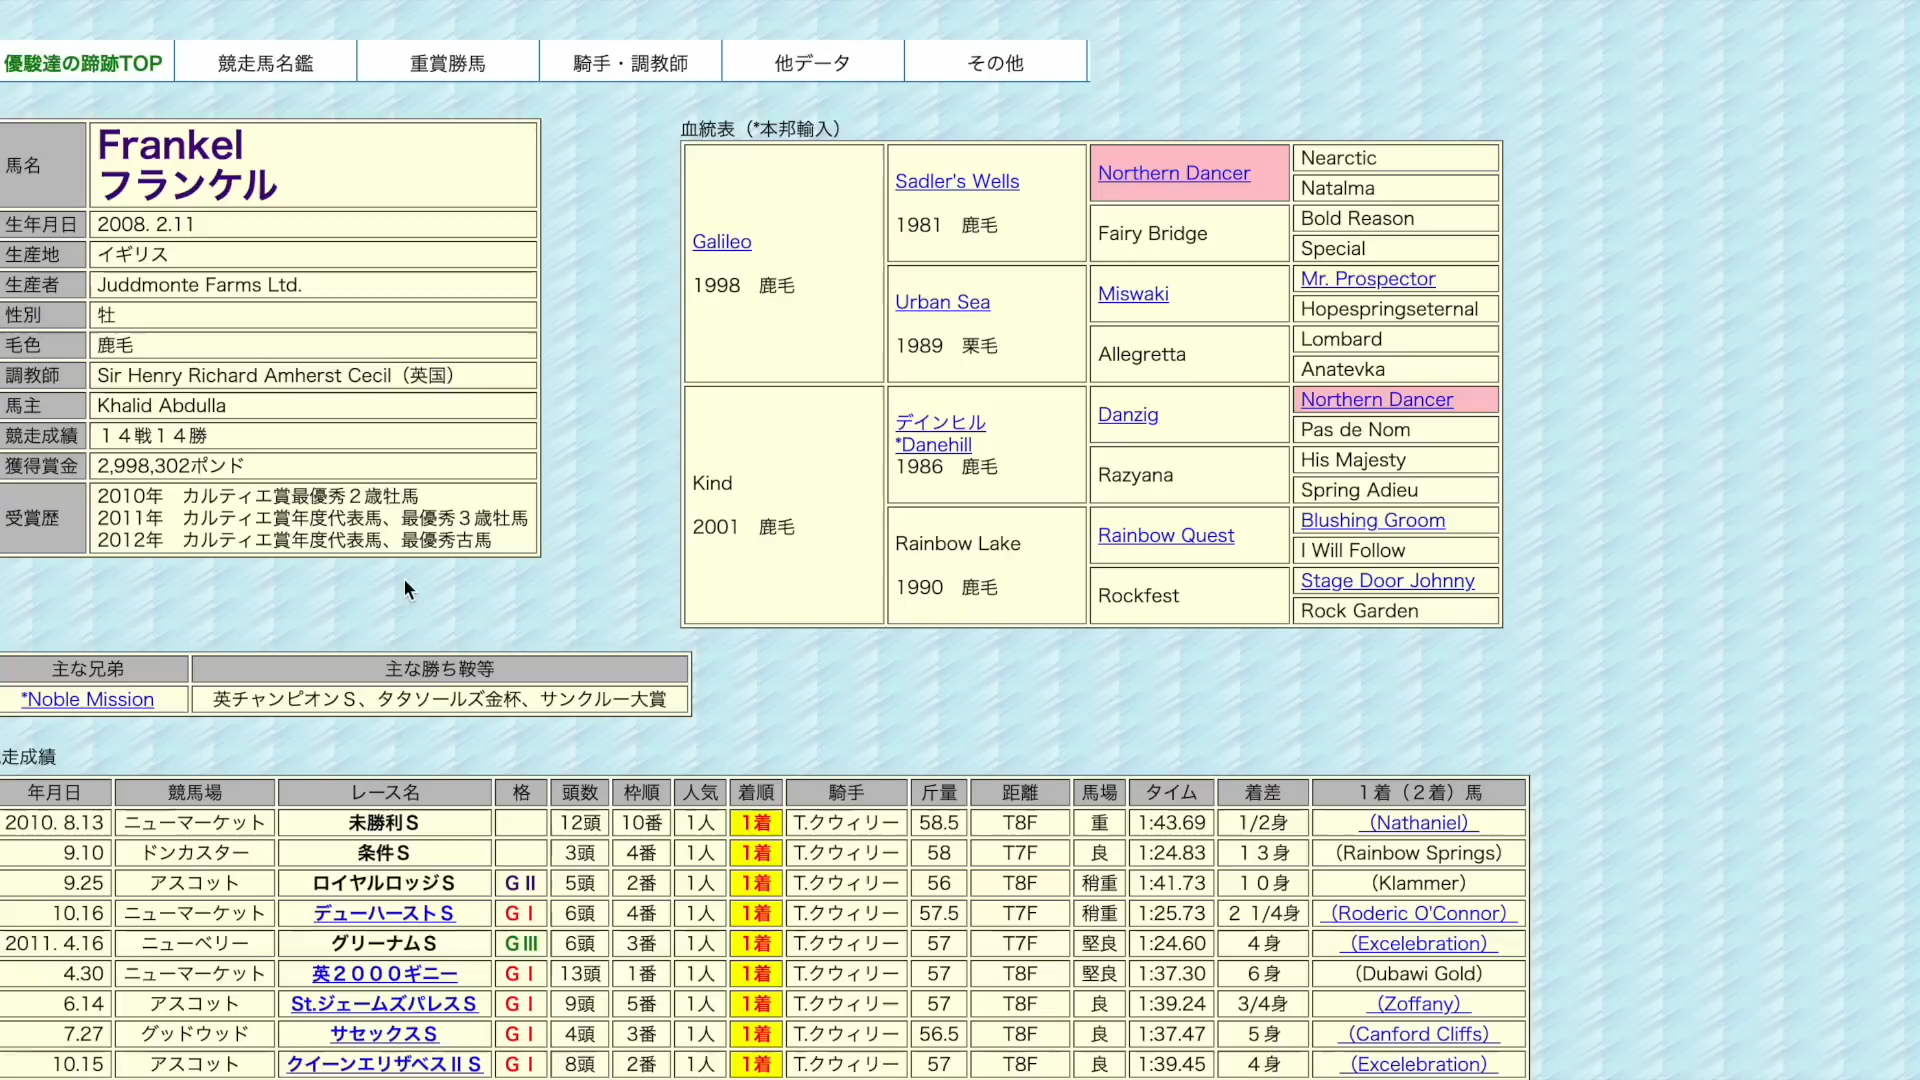 優駿達の蹄跡TOP 競走馬名鑑 重賞勝馬 騎手・調教師 他データ その他
馬名 Frankel
フランケル
生年月日 2008. 2.11
生産地 イギリス
生産者 Juddmonte Farms Ltd.
性別 牡
毛色 鹿毛
調教師 Sir Henry Richard Amherst Cecil（英国）
馬主 Khalid Abdulla
競走成績 １４戦１４勝
獲得賞金 2,998,302ポンド
受賞歴 2010年　カルティエ賞最優秀２歳牡馬
2011年　カルティエ賞年度代表馬、最優秀３歳牡馬
2012年　カルティエ賞年度代表馬、最優秀古馬
血統表（*本邦輸入）
Galileo
1998　鹿毛
Sadler's Wells
1981　鹿毛
Northern Dancer
Nearctic
Natalma
Fairy Bridge
Bold Reason
Special
Urban Sea
1989　栗毛
Miswaki
Mr. Prospector
Hopespringseternal
Allegretta
Lombard
Anatevka
Kind
2001　鹿毛
デインヒル
*Danehill
1986　鹿毛
Danzig
Northern Dancer
Pas de Nom
Razyana
His Majesty
Spring Adieu
Rainbow Lake
1990　鹿毛
Rainbow Quest
Blushing Groom
I Will Follow
Rockfest
Stage Door Johnny
Rock Garden
主な兄弟 主な勝ち鞍等
*Noble Mission 英チャンピオンＳ、タタソールズ金杯、サンクルー大賞
走成績
年月日 競馬場 レース名 格 頭数 枠順 人気 着順 騎手 斤量 距離 馬場 タイム 着差 １着（２着）馬
2010. 8.13 ニューマーケット 未勝利Ｓ 12頭 10番 1人 1着 T.クウィリー 58.5 T8F 重 1:43.69 1/2身 （Nathaniel）
9.10 ドンカスター 条件Ｓ 3頭 4番 1人 1着 T.クウィリー 58 T7F 良 1:24.83 １３身 （Rainbow Springs）
9.25 アスコット ロイヤルロッジＳ GⅡ 5頭 2番 1人 1着 T.クウィリー 56 T8F 稍重 1:41.73 １０身 （Klammer）
10.16 ニューマーケット デューハーストＳ GⅠ 6頭 4番 1人 1着 T.クウィリー 57.5 T7F 稍重 1:25.73 ２ 1/4身 （Roderic O'Connor）
2011. 4.16 ニューベリー グリーナムＳ GⅢ 6頭 3番 1人 1着 T.クウィリー 57 T7F 堅良 1:24.60 ４身 （Excelebration）
4.30 ニューマーケット 英２０００ギニー GⅠ 13頭 1番 1人 1着 T.クウィリー 57 T8F 堅良 1:37.30 ６身 （Dubawi Gold）
6.14 アスコット St.ジェームズパレスＳ GⅠ 9頭 5番 1人 1着 T.クウィリー 57 T8F 良 1:39.24 3/4身 （Zoffany）
7.27 グッドウッド サセックスＳ GⅠ 4頭 3番 1人 1着 T.クウィリー 56.5 T8F 良 1:37.47 ５身 （Canford Cliffs）
10.15 アスコット クイーンエリザベスⅡＳ GⅠ 8頭 2番 1人 1着 T.クウィリー 57 T8F 良 1:39.45 ４身 （Excelebration）